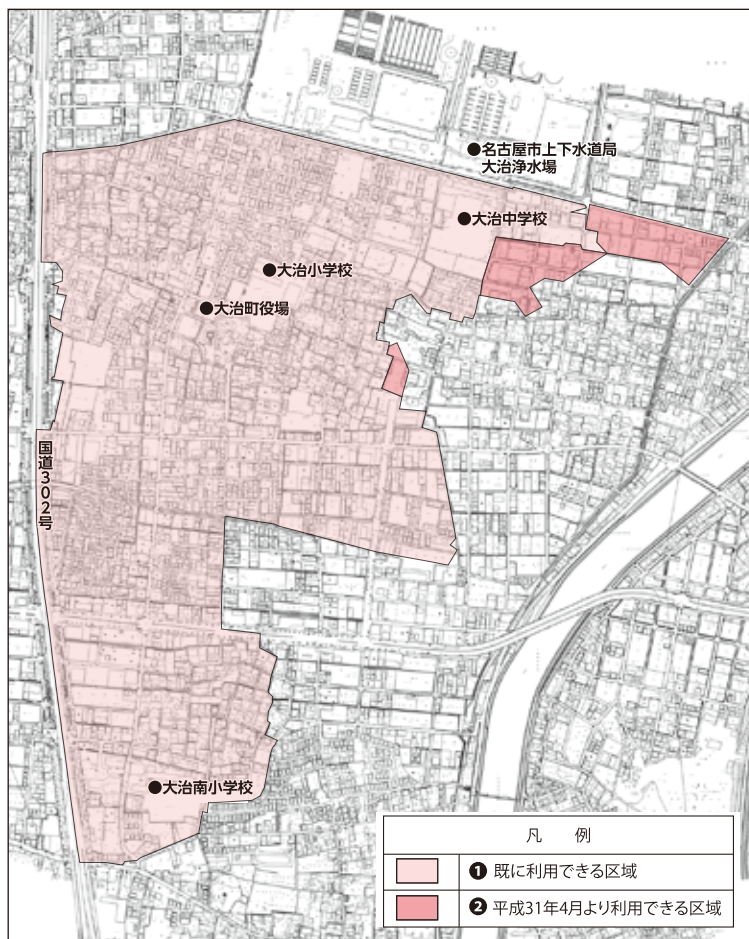 ●名古屋市上下水道局
大治浄水場
●大治中学校
●大治小学校
●大治町役場
国道302号
●大治南小学校
凡 例
❶ 既に利用できる区域
❷ 平成31年4月より利用できる区域